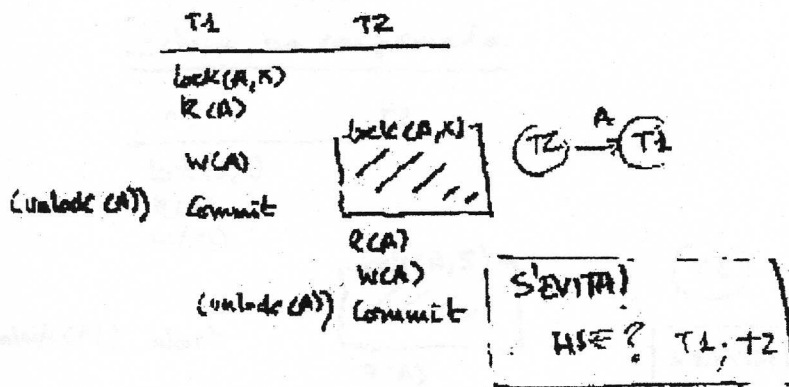 T1 T2
lock(A,X)
R(A)
lock(A,X)
T2 A T1
W(A)
(unlock(A)) Commit
R(A)
W(A)
(unlock(A)) Commit
S'EVITA!
HSE? T1; T2